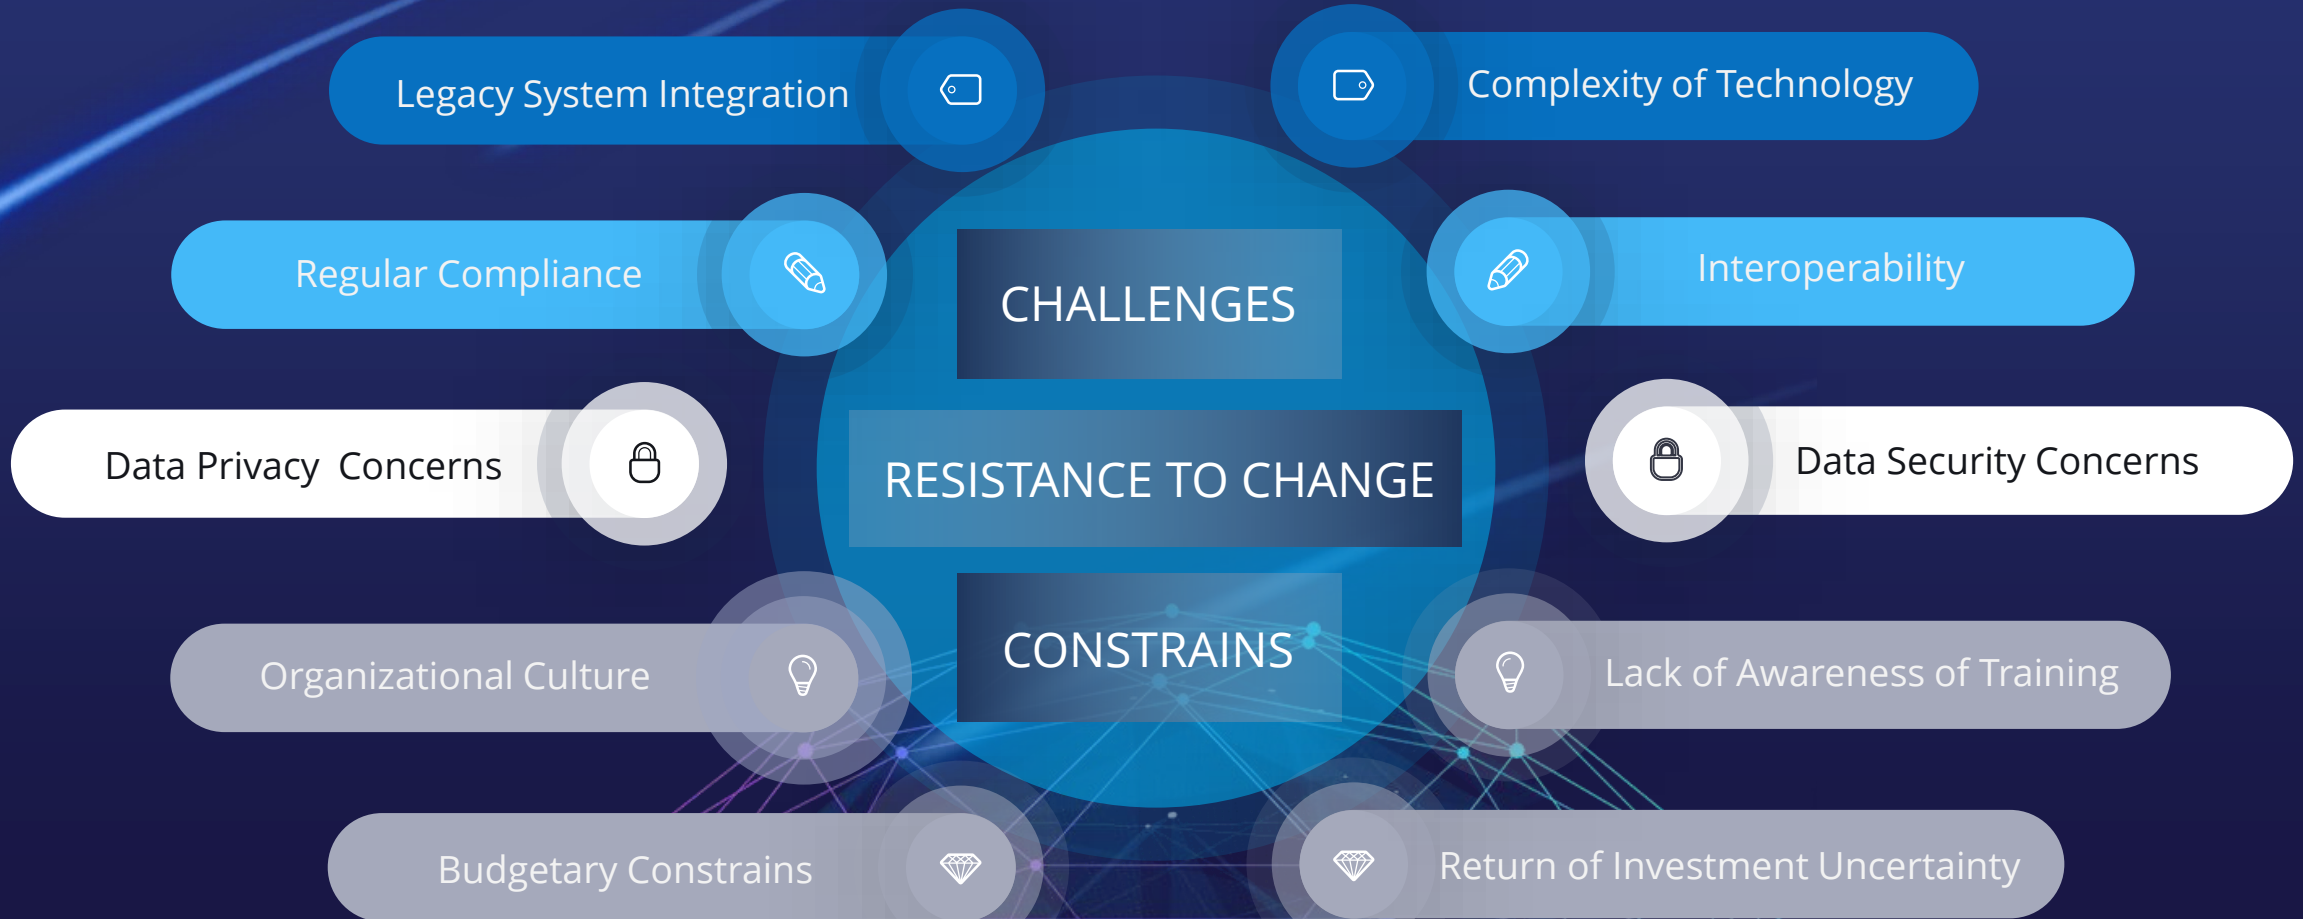 Legacy System Integration
Complexity of Technology
Regular Compliance
Interoperability
CHALLENGES
Data Privacy  Concerns
RESISTANCE TO CHANGE
Data Security Concerns
CONSTRAINS
Organizational Culture
Lack of Awareness of Training
Budgetary Constrains
Return of Investment Uncertainty